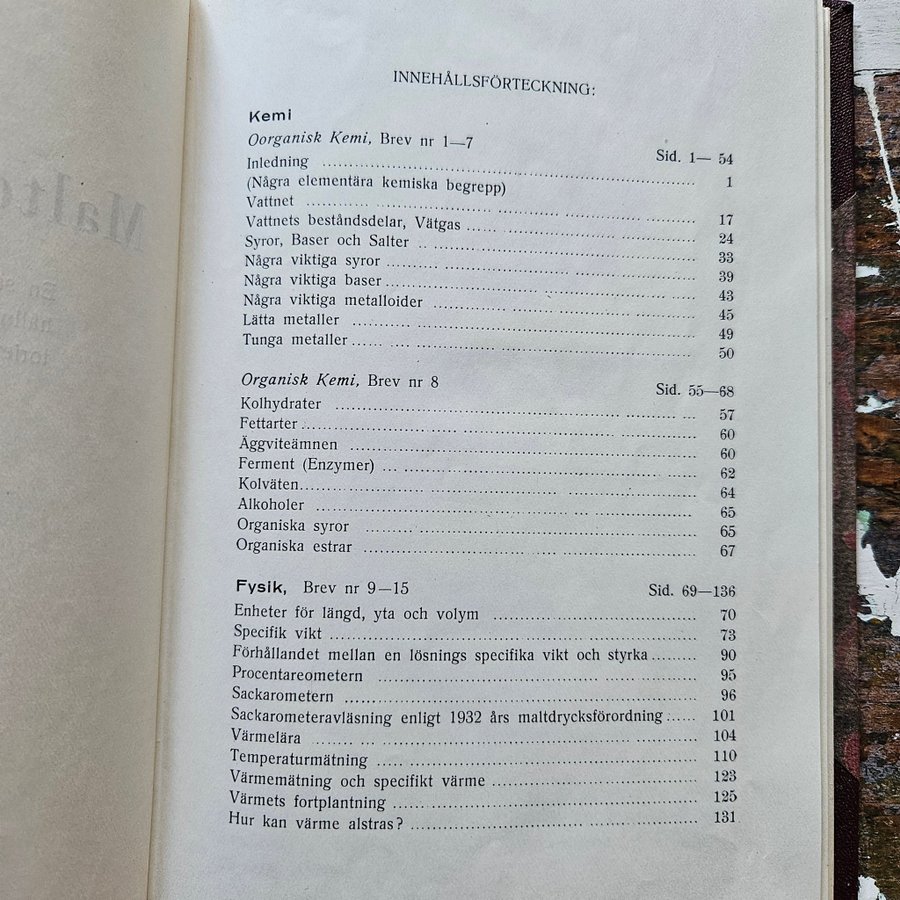 INNEHÅLLSFÖRTECKNING:
Kemi
Oorganisk Kemi, Brev nr 1—7 Sid. 1— 54
Inledning 1
(Några elementära kemiska begrepp)
Vattnet 17
Vattnets beståndsdelar, Vätgas 24
Syror, Baser och Salter 33
Några viktiga syror 39
Några viktiga baser 43
Några viktiga metalloider 45
Lätta metaller 49
Tunga metaller 50
Organisk Kemi, Brev nr 8 Sid. 55—68
Kolhydrater 57
Fettarter 60
Äggviteämnen 60
Ferment (Enzymer) 62
Kolväten 64
Alkoholer 65
Organiska syror 65
Organiska estrar 67
Fysik, Brev nr 9—15 Sid. 69—136
Enheter för längd, yta och volym 70
Specifik vikt 73
Förhållandet mellan en lösnings specifika vikt och styrka 90
Procentareometern 95
Sackarometern 96
Sackarometeravläsning enligt 1932 års maltdrycksförordning 101
Värmelära 104
Temperaturmätning 110
Värmemätning och specifikt värme 123
Värmets fortplantning 125
Hur kan värme alstras? 131